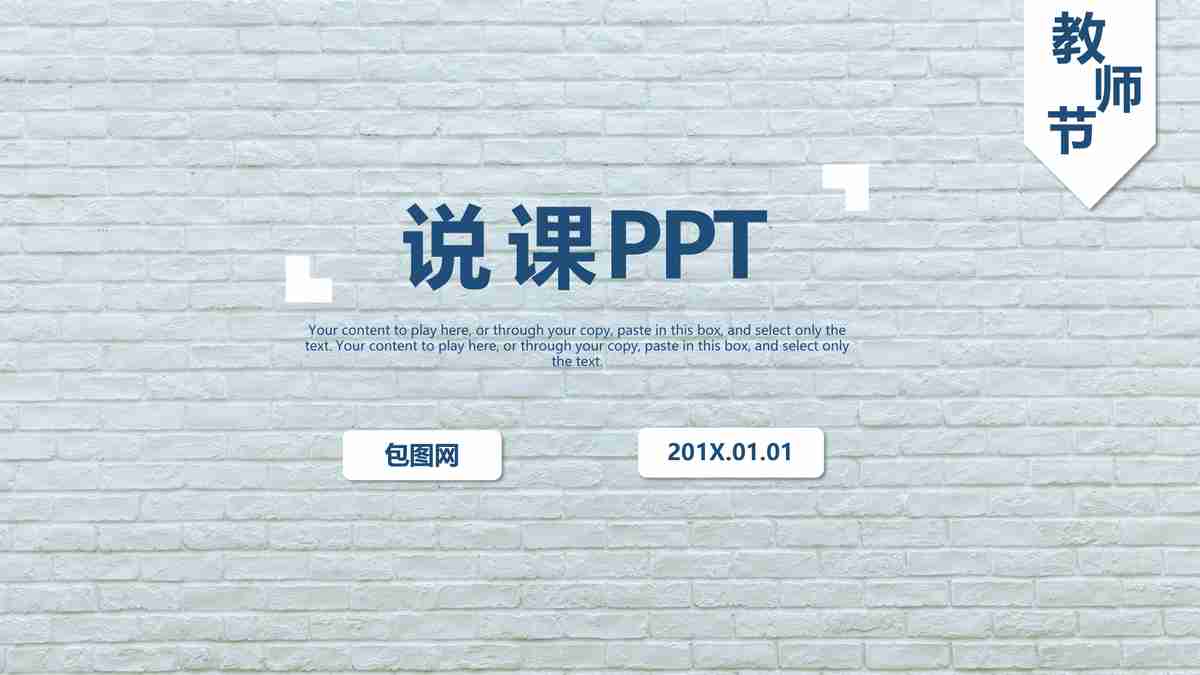 教师节
说课PPT
Your content to play here, or through your copy, paste in this box, and select only the
text. Your content to play here, or through your copy, paste in this box, and select only
the text.
包图网
201X.01.01